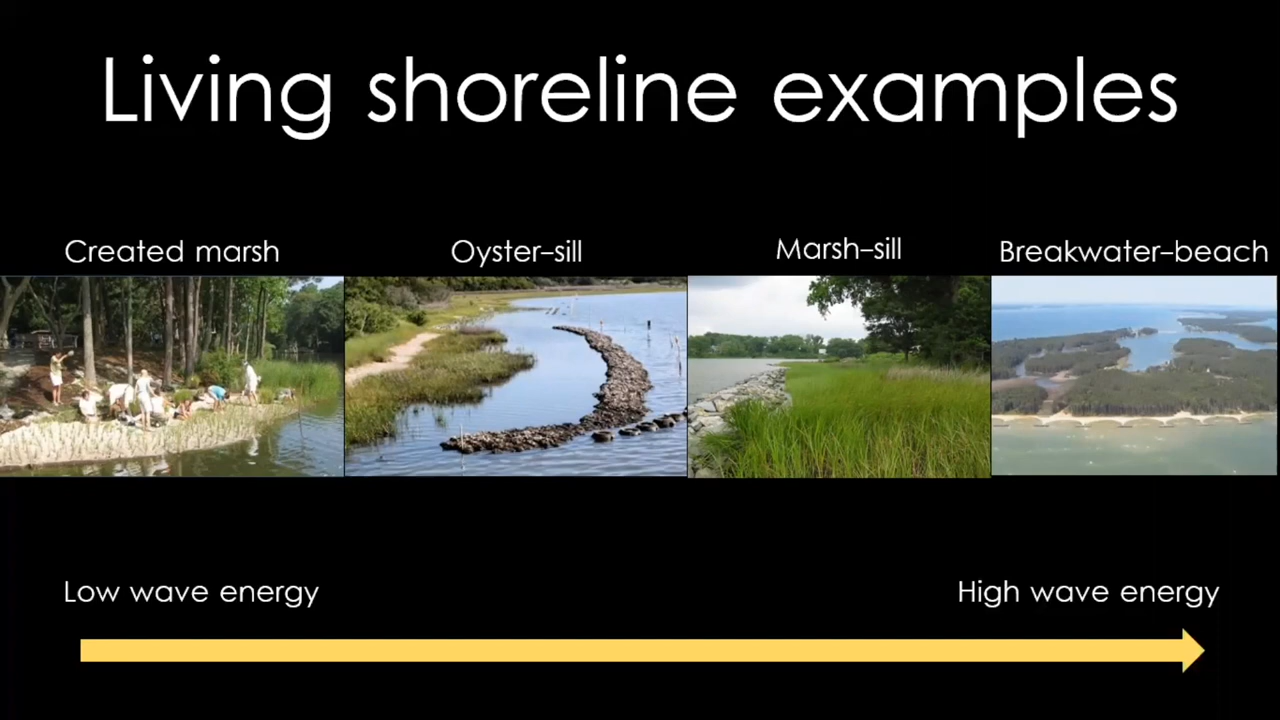 Living shoreline examples
Created marsh
Oyster–sill
Marsh–sill
Breakwater–beach
Low wave energy
High wave energy